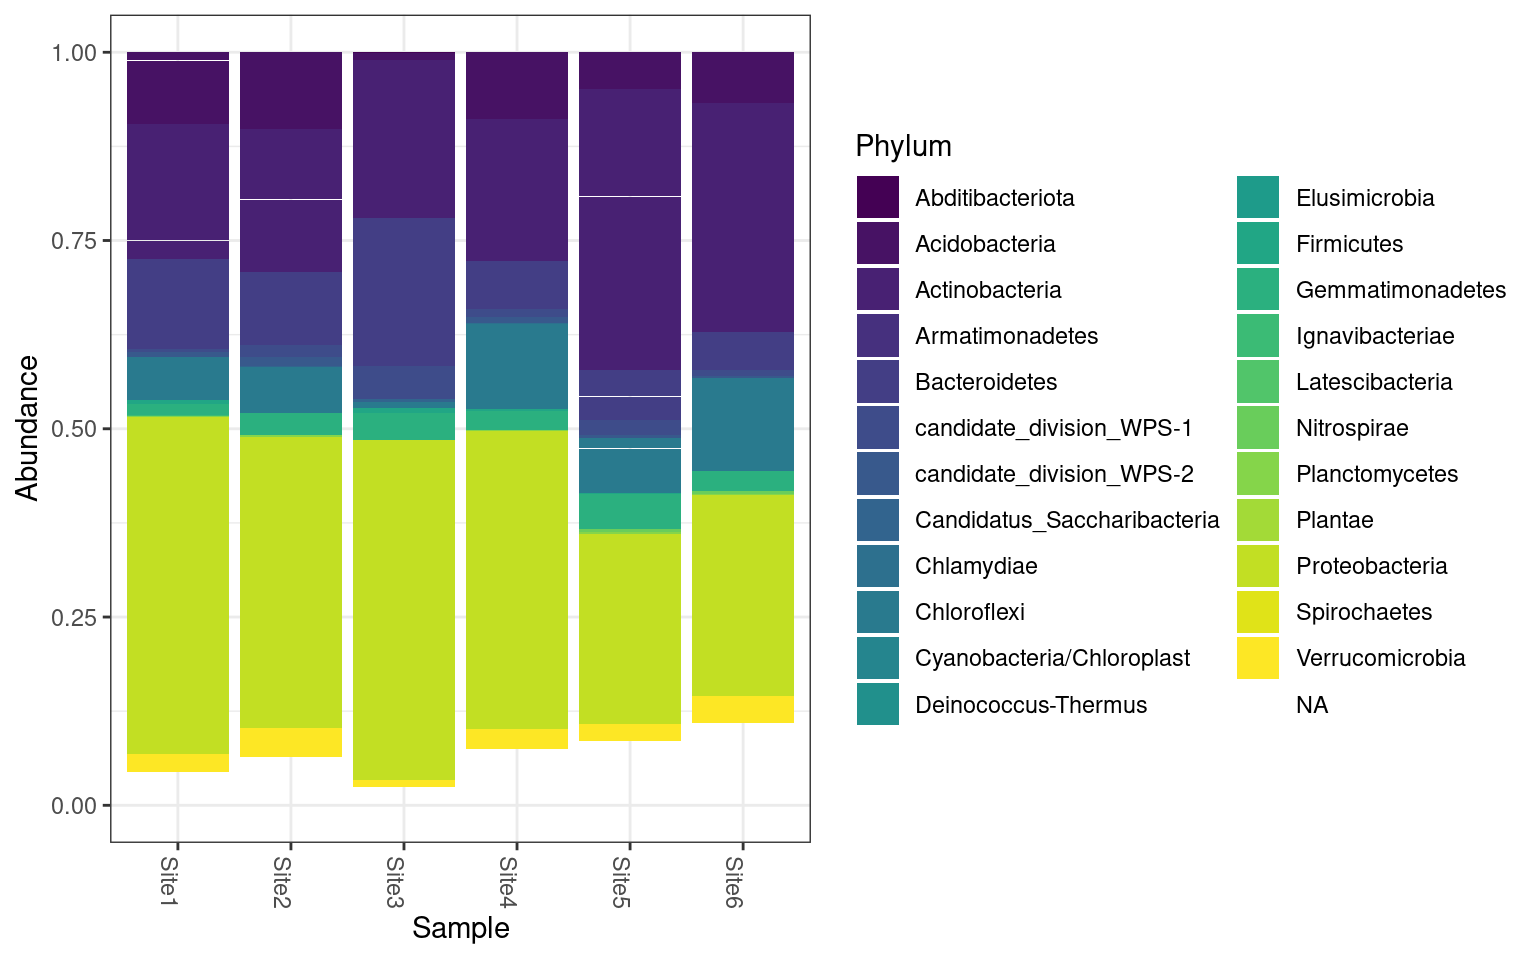 1.00
0.75
0.50
0.25
0.00
Abundance
Site1
Site2
Site3
Site4
Site5
Site6
Sample
Phylum
Abditibacteriota
Acidobacteria
Actinobacteria
Armatimonadetes
Bacteroidetes
candidate_division_WPS-1
candidate_division_WPS-2
Candidatus_Saccharibacteria
Chlamydiae
Chloroflexi
Cyanobacteria/Chloroplast
Deinococcus-Thermus
Elusimicrobia
Firmicutes
Gemmatimonadetes
Ignavibacteriae
Latescibacteria
Nitrospirae
Planctomycetes
Plantae
Proteobacteria
Spirochaetes
Verrucomicrobia
NA